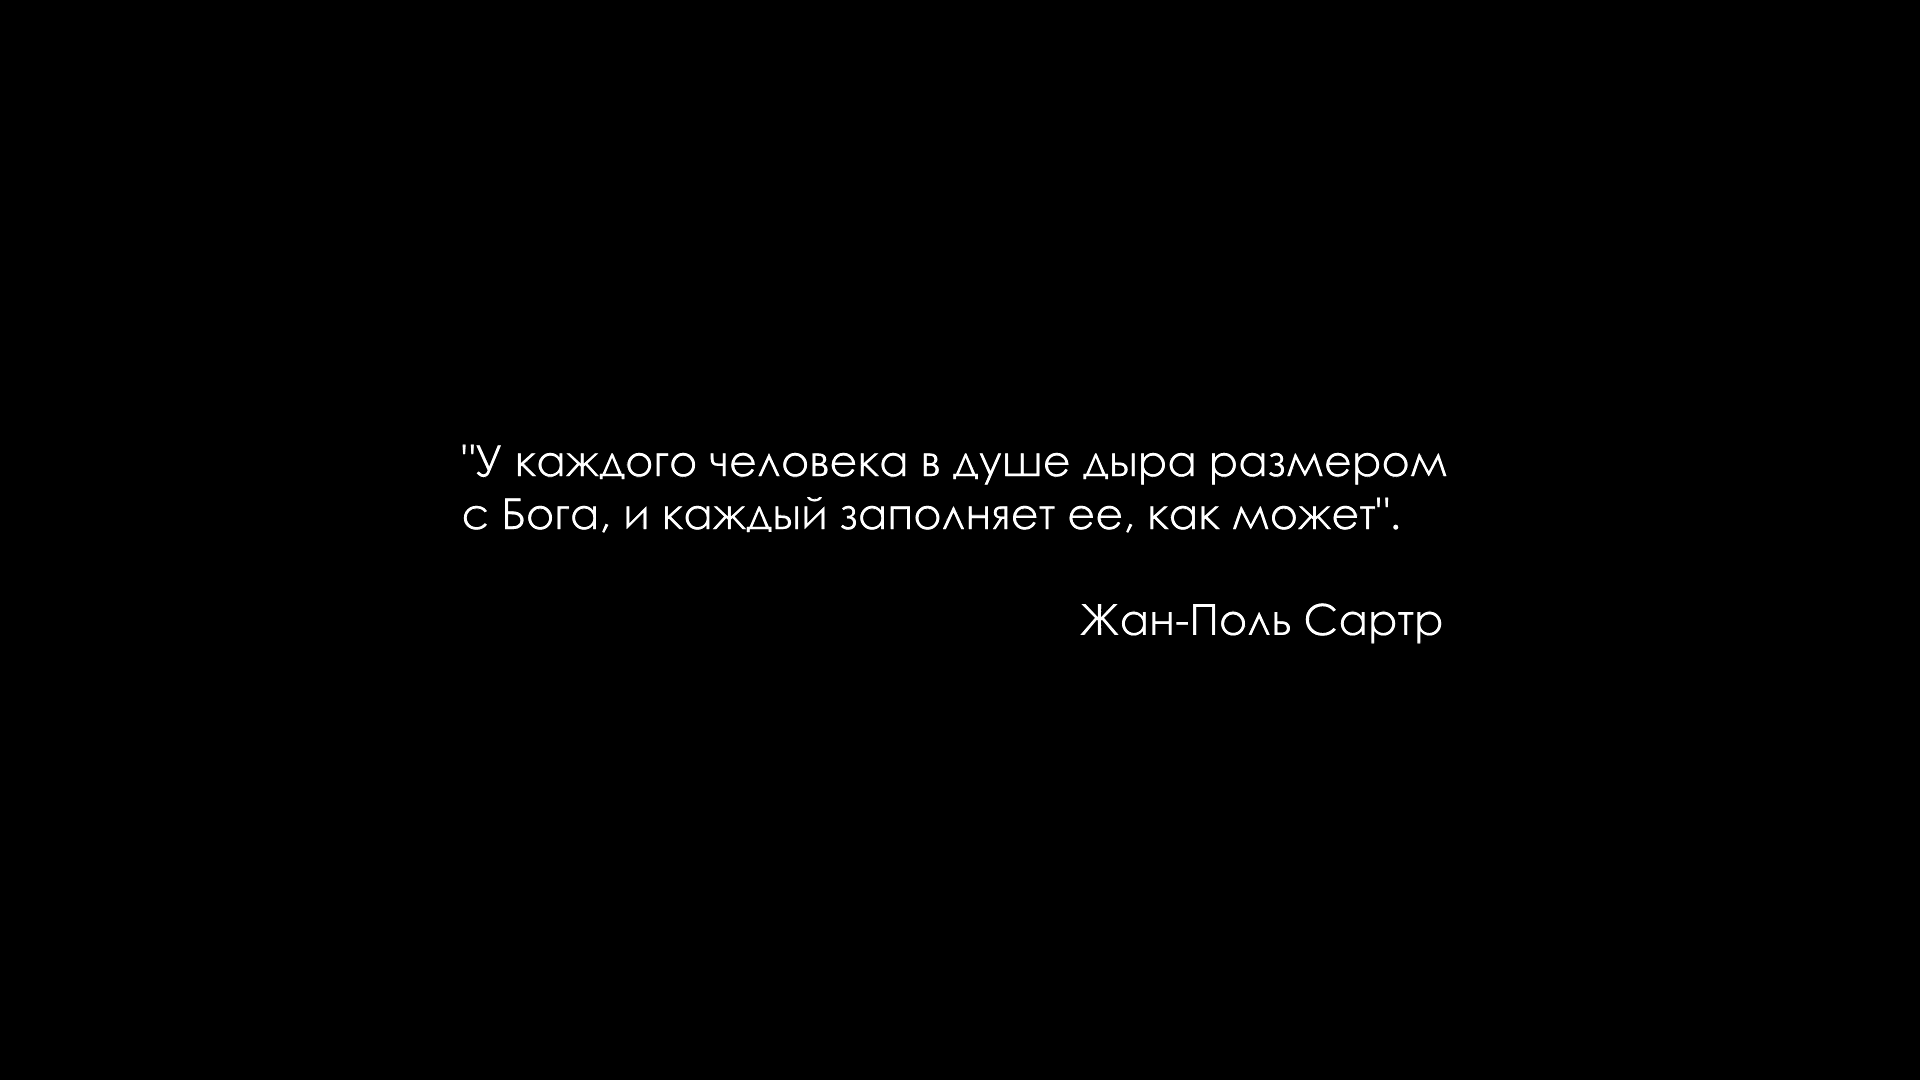 "У каждого человека в душе дыра размером
с Бога, и каждый заполняет ее, как может".
Жан-Поль Сартр